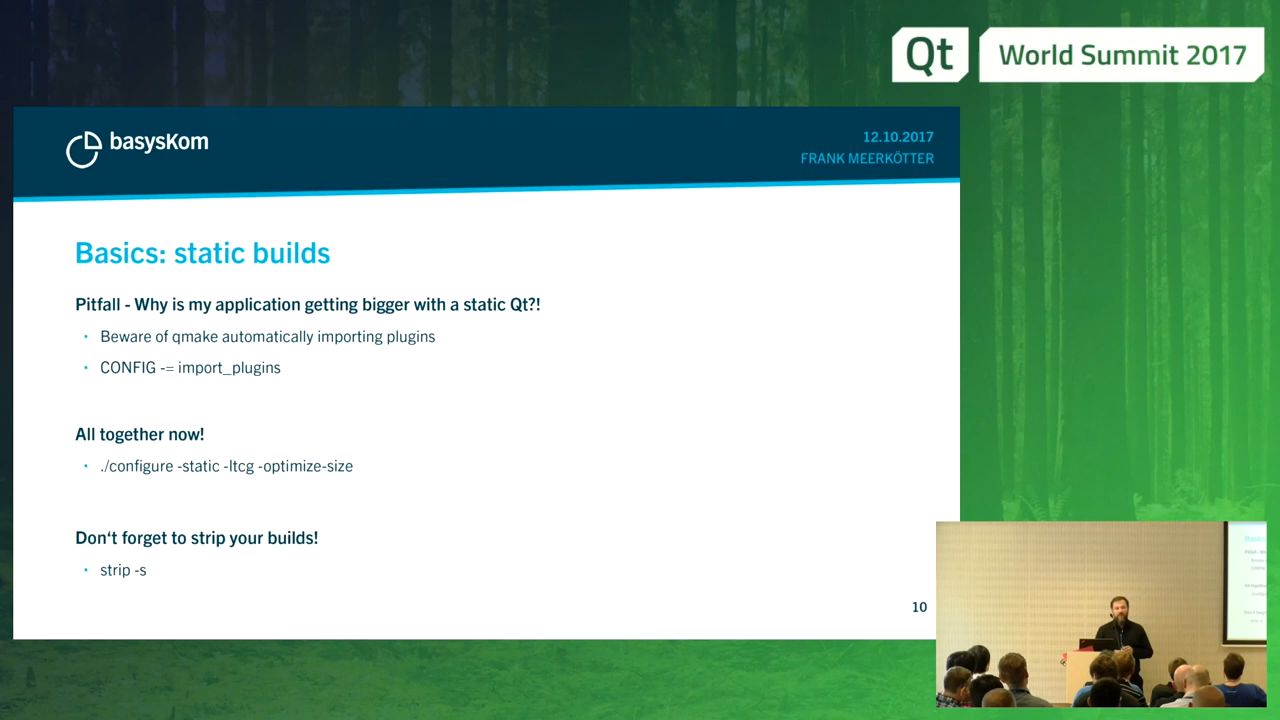 Qt World Summit 2017
basysKom
12.10.2017
FRANK MEERKÖTTER
Basics: static builds
Pitfall - Why is my application getting bigger with a static Qt?!
• Beware of qmake automatically importing plugins
• CONFIG -= import_plugins
All together now!
• ./configure -static -ltcg -optimize-size
Don‘t forget to strip your builds!
• strip -s
10